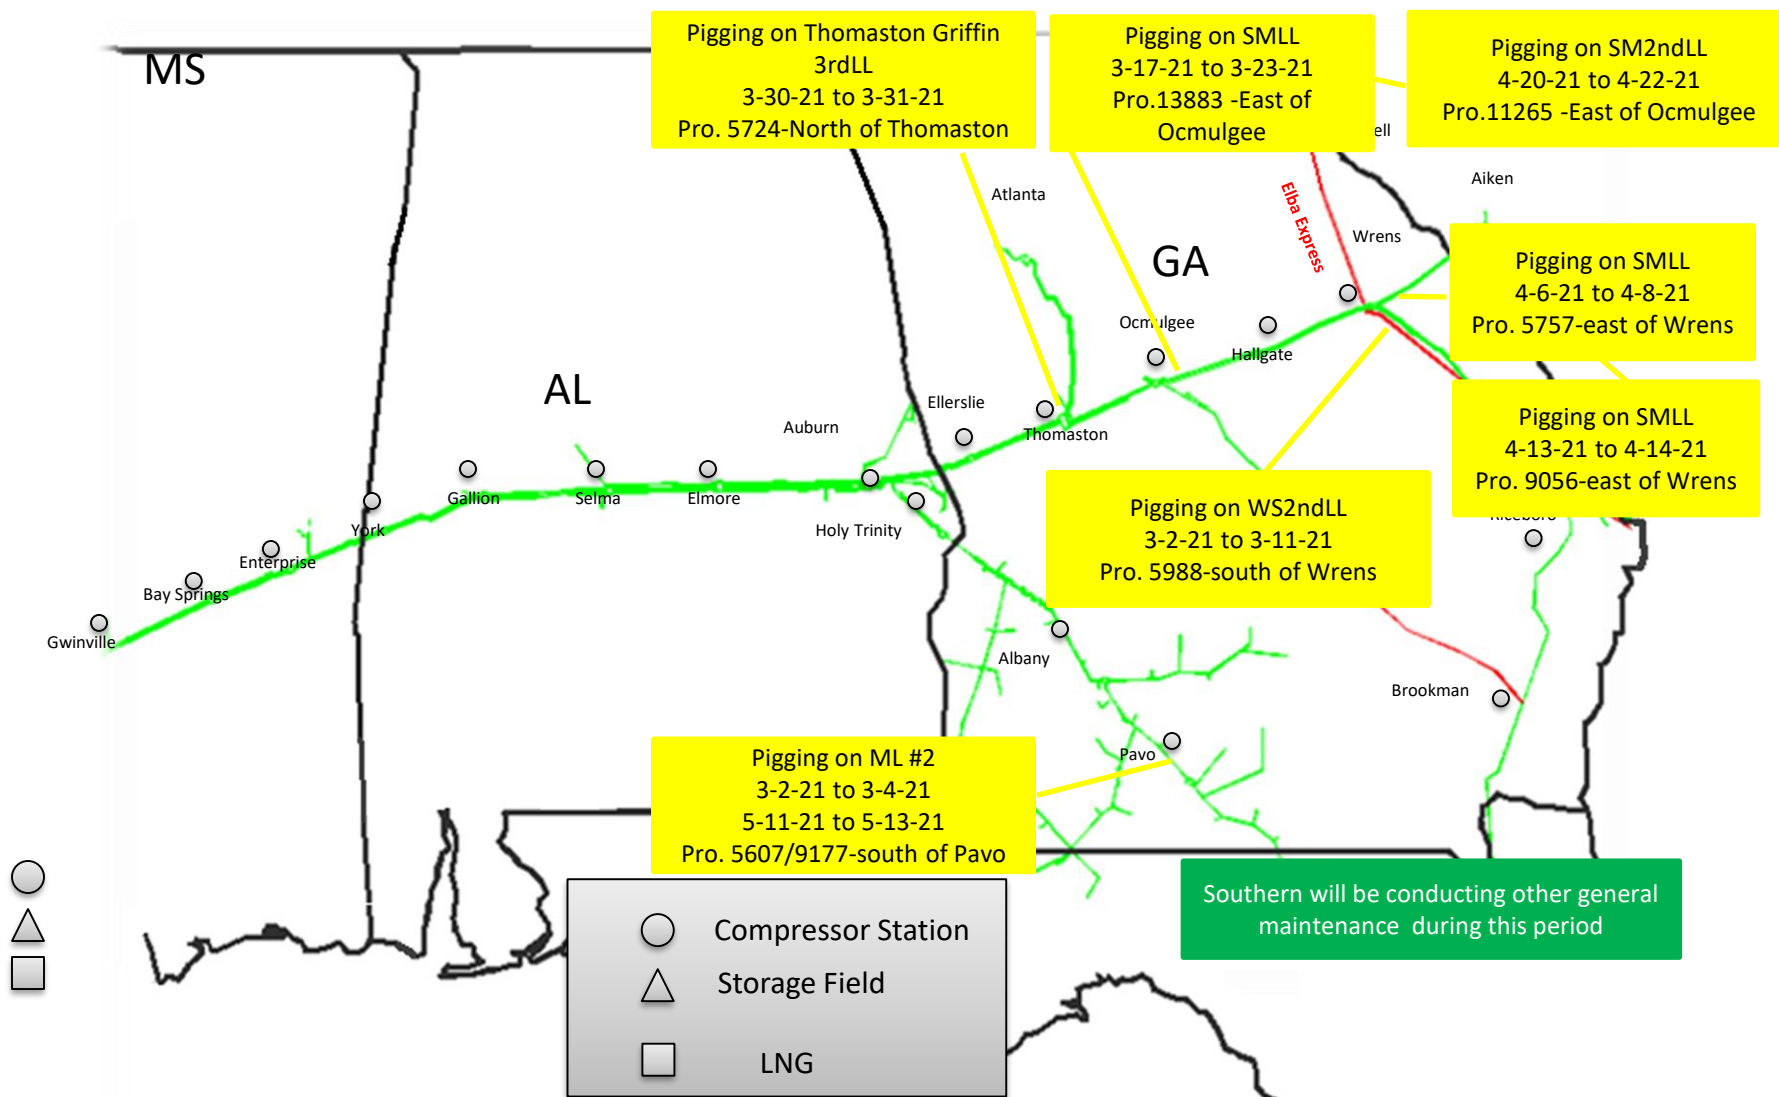 MS
Pigging on Thomaston Griffin
3rdLL
3-30-21 to 3-31-21
Pro. 5724-North of Thomaston
Pigging on SMLL
3-17-21 to 3-23-21
Pro.13883 -East of
Ocmulgee
Pigging on SM2ndLL
4-20-21 to 4-22-21
Pro.11265 -East of Ocmulgee
ell
Aiken
Atlanta
Elba Express
Wrens
GA
Pigging on SMLL
4-6-21 to 4-8-21
Pro. 5757-east of Wrens
Ocmulgee
Hallgate
AL
Ellerslie
Auburn
Thomaston
Pigging on SMLL
4-13-21 to 4-14-21
Pro. 9056-east of Wrens
Gallion
Selma
Elmore
York
Holy Trinity
Pigging on WS2ndLL
3-2-21 to 3-11-21
Pro. 5988-south of Wrens
Riceboro
Enterprise
Bay Springs
Gwinville
Albany
Brookman
Pavo
Pigging on ML #2
3-2-21 to 3-4-21
5-11-21 to 5-13-21
Pro. 5607/9177-south of Pavo
Southern will be conducting other general
maintenance during this period
Compressor Station
Storage Field
LNG